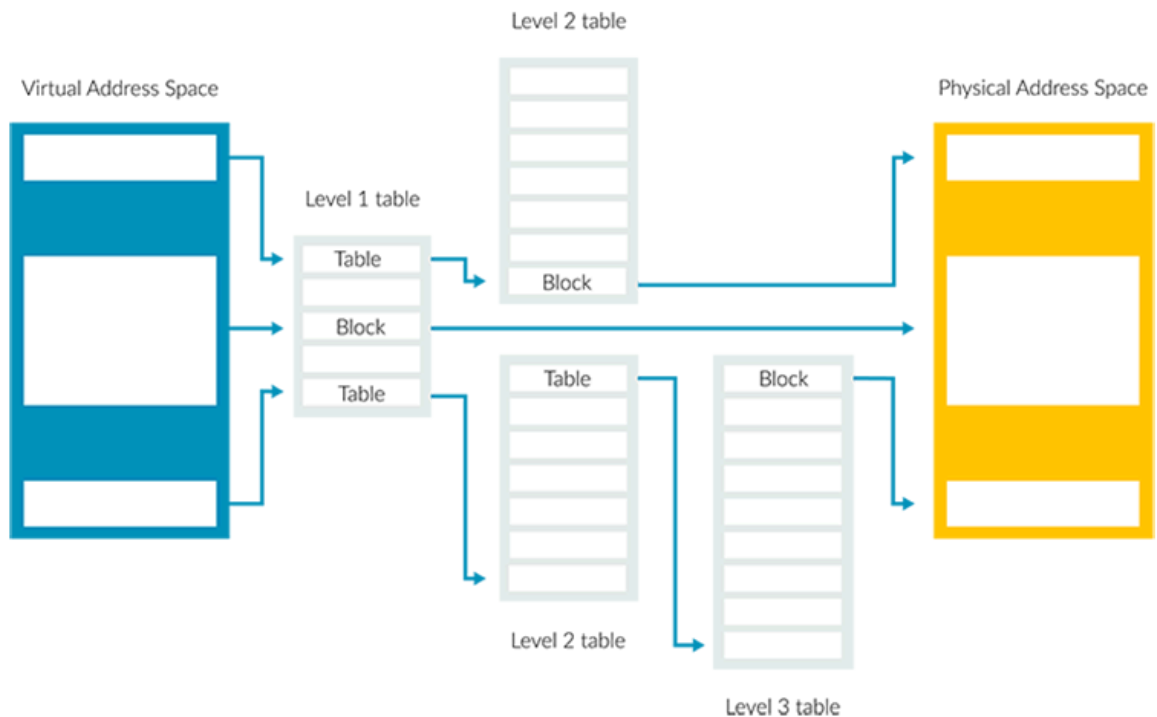 Level 2 table
Virtual Address Space
Physical Address Space
Level 1 table
Table
Block
Block
Table
Table
Block
Level 2 table
Level 3 table